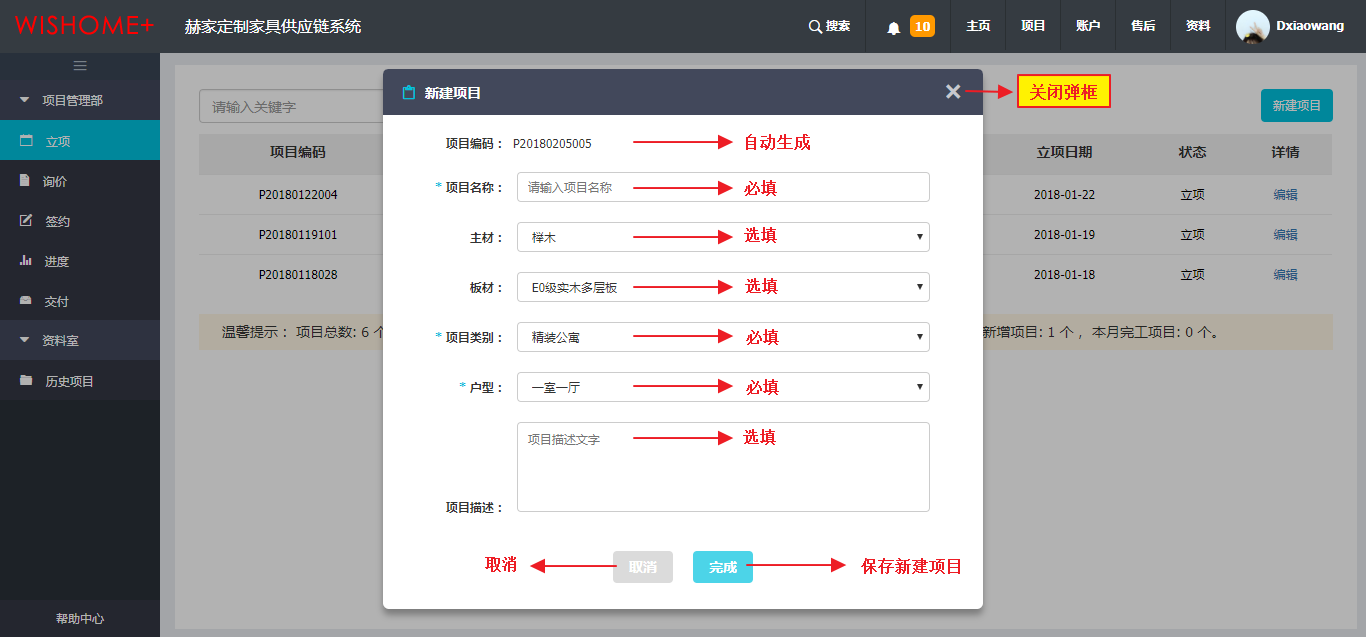 WISHOME+ 赫家定制家具供应链系统 搜索 10 主页 项目 账户 售后 资料 Dxiaowang
项目管理部
立项
询价
签约
进度
交付
资料室
历史项目
帮助中心
请输入关键字
新建项目
项目编码 立项日期 状态 详情
P20180122004 2018-01-22 立项 编辑
P20180119101 2018-01-19 立项 编辑
P20180118028 2018-01-18 立项 编辑
温馨提示： 项目总数: 6 个
新增项目: 1 个， 本月完工项目: 0 个。
新建项目 关闭弹框
项目编码： P20180205005 自动生成
* 项目名称： 请输入项目名称 必填
主材： 榉木 选填
板材： E0级实木多层板 选填
* 项目类别： 精装公寓 必填
* 户型： 一室一厅 必填
项目描述文字 选填
项目描述：
取消 取消 完成 保存新建项目